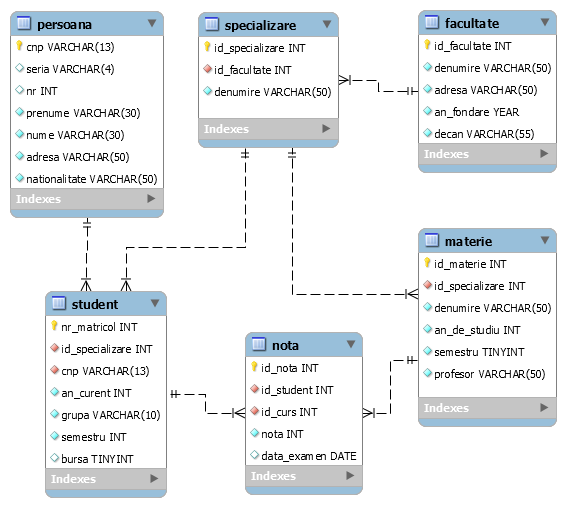 persoana
cnp VARCHAR(13)
seria VARCHAR(4)
nr INT
prenume VARCHAR(30)
nume VARCHAR(30)
adresa VARCHAR(50)
nationalitate VARCHAR(50)
Indexes
specializare
id_specializare INT
id_facultate INT
denumire VARCHAR(50)
Indexes
facultate
id_facultate INT
denumire VARCHAR(50)
adresa VARCHAR(50)
an_fondare YEAR
decan VARCHAR(55)
Indexes
student
nr_matricol INT
id_specializare INT
cnp VARCHAR(13)
an_curent INT
grupa VARCHAR(10)
semestru INT
bursa TINYINT
Indexes
nota
id_nota INT
id_student INT
id_curs INT
nota INT
data_examen DATE
Indexes
materie
id_materie INT
id_specializare INT
denumire VARCHAR(50)
an_de_studiu INT
semestru TINYINT
profesor VARCHAR(50)
Indexes